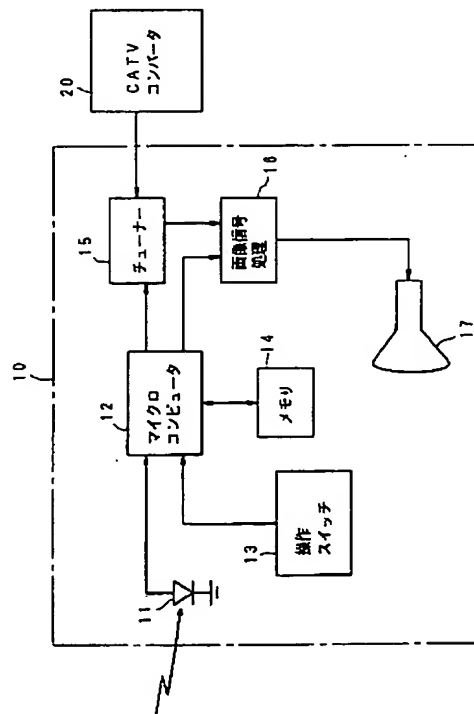 10
20
CATV
コンバータ
15
チューナー
16
画像信号
処理
12
マイクロ
コンピュータ
14
メモリ
11
13
操作
スイッチ
17